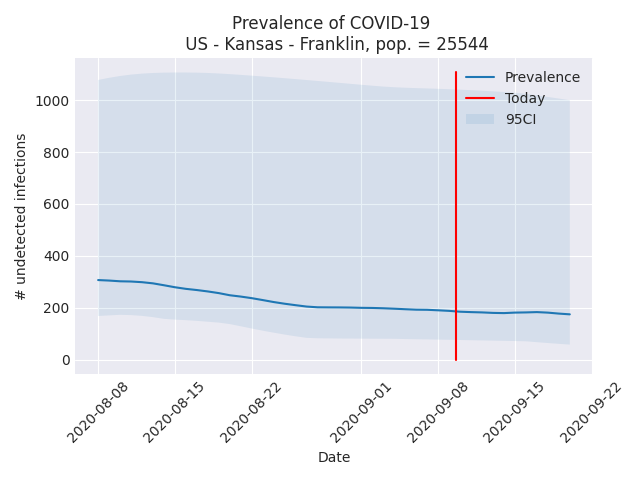 Prevalence of COVID-19
US - Kansas - Franklin, pop. = 25544
Prevalence
Today
95CI
1000
800
600
400
200
0
# undetected infections
2020-08-08
2020-08-15
2020-08-22
2020-09-01
2020-09-08
2020-09-15
2020-09-22
Date